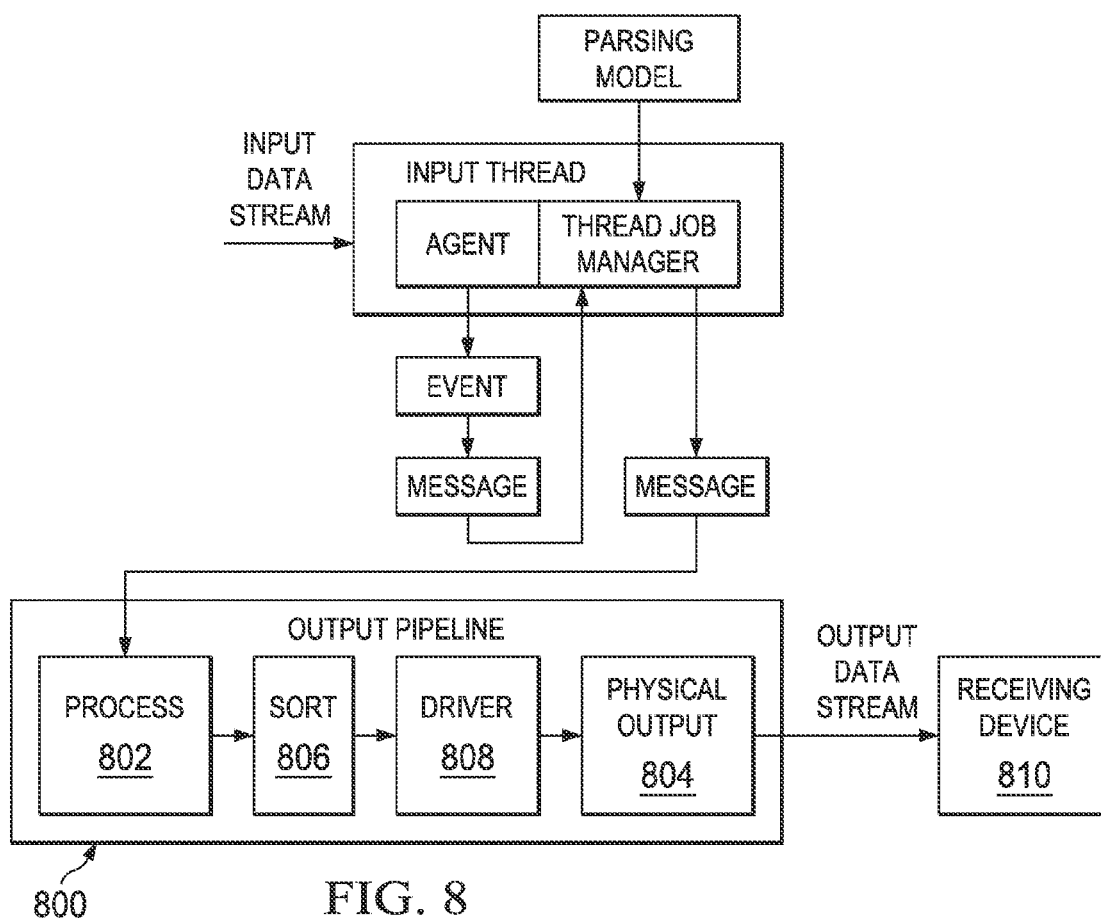 PARSING
MODEL
INPUT
DATA
STREAM
INPUT THREAD
AGENT
THREAD JOB
MANAGER
EVENT
MESSAGE
MESSAGE
OUTPUT PIPELINE
PROCESS
802
SORT
806
DRIVER
808
PHYSICAL
OUTPUT
804
OUTPUT
DATA
STREAM
RECEIVING
DEVICE
810
800
FIG. 8